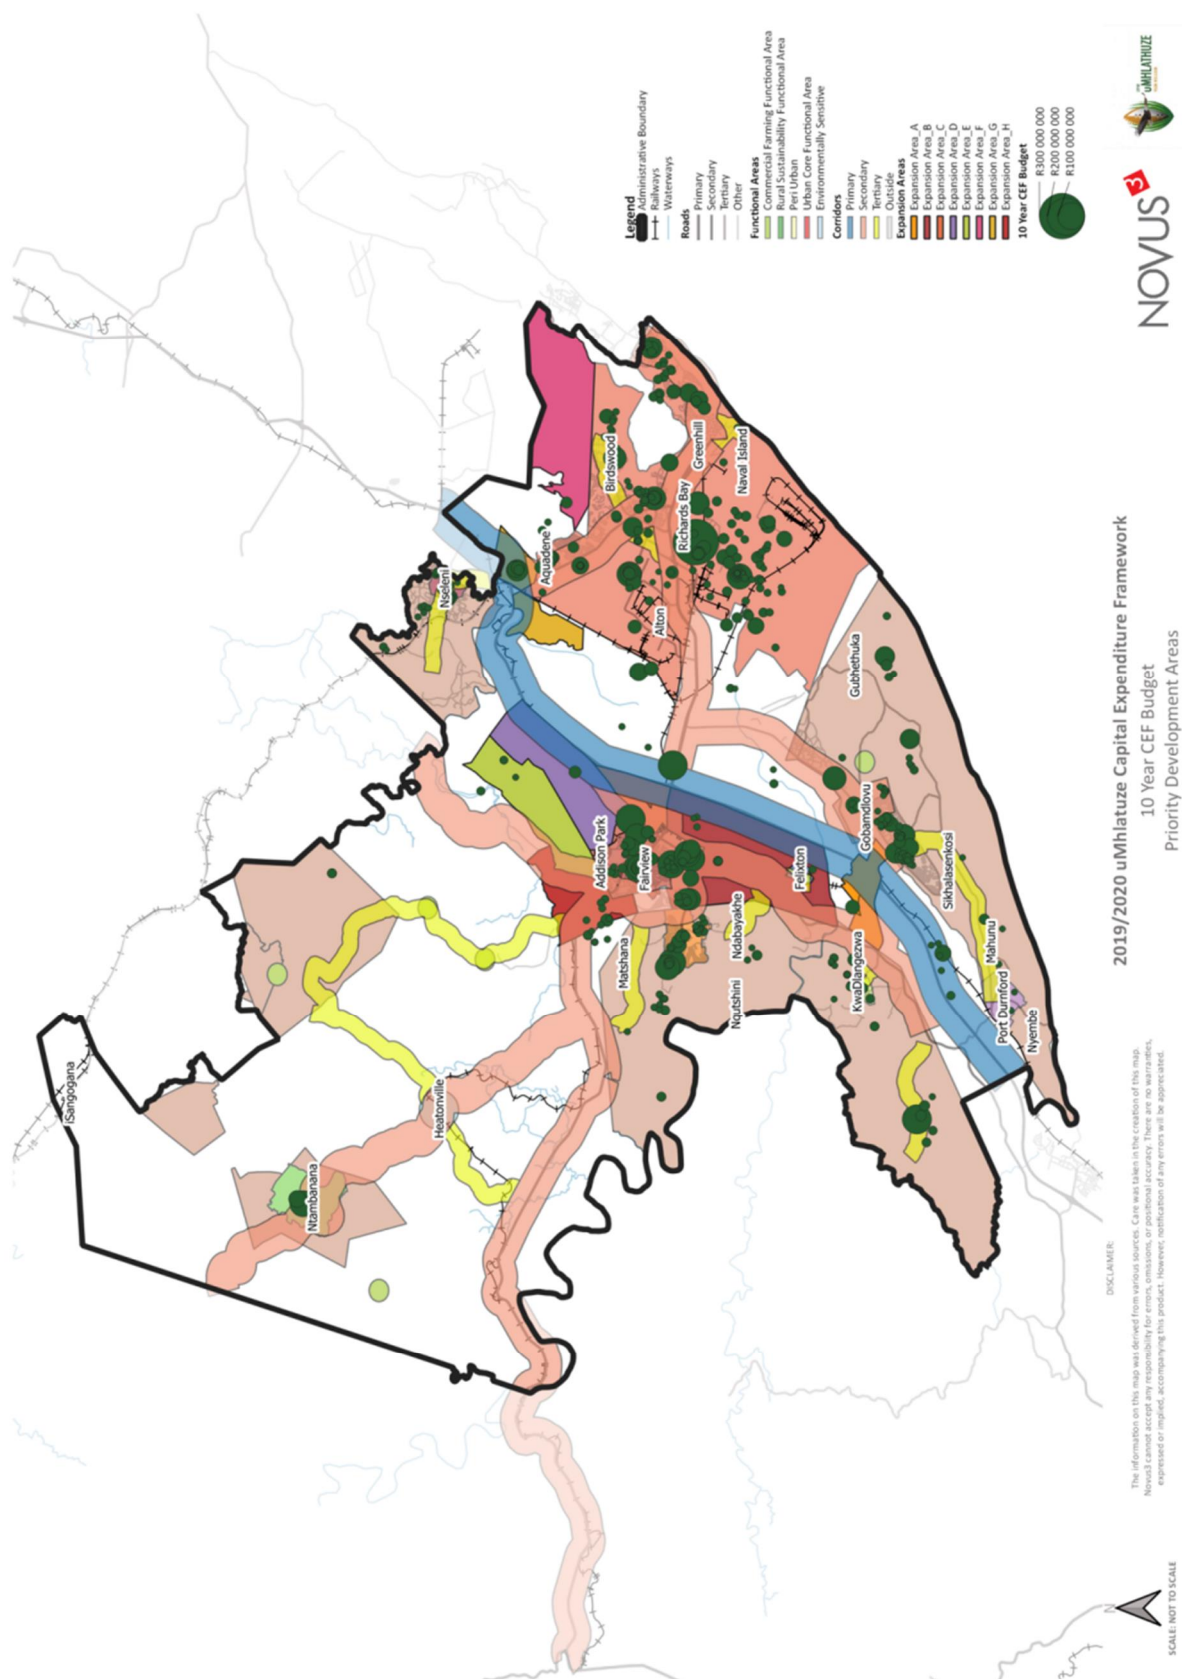 Legend
Administrative Boundary
Railways
Waterways
Roads
Primary
Secondary
Tertiary
Other
Functional Areas
Commercial Farming Functional Area
Rural Sustainability Functional Area
Peri Urban
Urban Core Functional Area
Environmentally Sensitive
Corridors
Primary
Secondary
Tertiary
Outside
Expansion Areas
Expansion Area_A
Expansion Area_B
Expansion Area_C
Expansion Area_D
Expansion Area_E
Expansion Area_F
Expansion Area_G
Expansion Area_H
10 Year CEF Budget
R300 000 000
R200 000 000
R100 000 000
iSangogana
Ntambanana
Heatonville
Nseleni
Aquadene
Birdswood
Richards Bay
Greenhill
Naval Island
Alton
Addison Park
Fairview
Matshana
Ndabayakhe
Nqutshini
Felixton
KwaDlangezwa
Gobamdlovu
Gubhethuka
Sikhalasenkosi
Mahunu
Port Durnford
Nyembe
2019/2020 uMhlatuze Capital Expenditure Framework
10 Year CEF Budget
Priority Development Areas
DISCLAIMER:
The information on this map was derived from various sources. Care was taken in the creation of this map.
Novus3 cannot accept any responsibility for errors, omissions, or positional accuracy. There are no warranties,
expressed or implied, accompanying this product. However, notification of any errors will be appreciated.
N
SCALE: NOT TO SCALE
NOVUS3
uMHLATHUZE